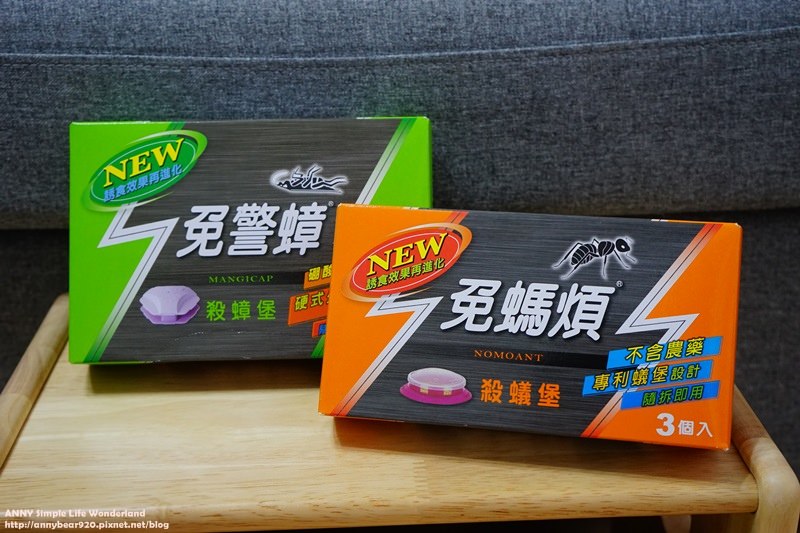 NEW
誘食效果再進化
免警蟑®
MANGICAP
殺蟑堡
硼酸
硬式
NEW
誘食效果再進化
免螞煩®
NOMOANT
殺蟻堡
不含農藥
專利蟻堡設計
隨拆即用
3個入
ANNY Simple Life Wonderland
http://annybear920.pixnet.net/blog